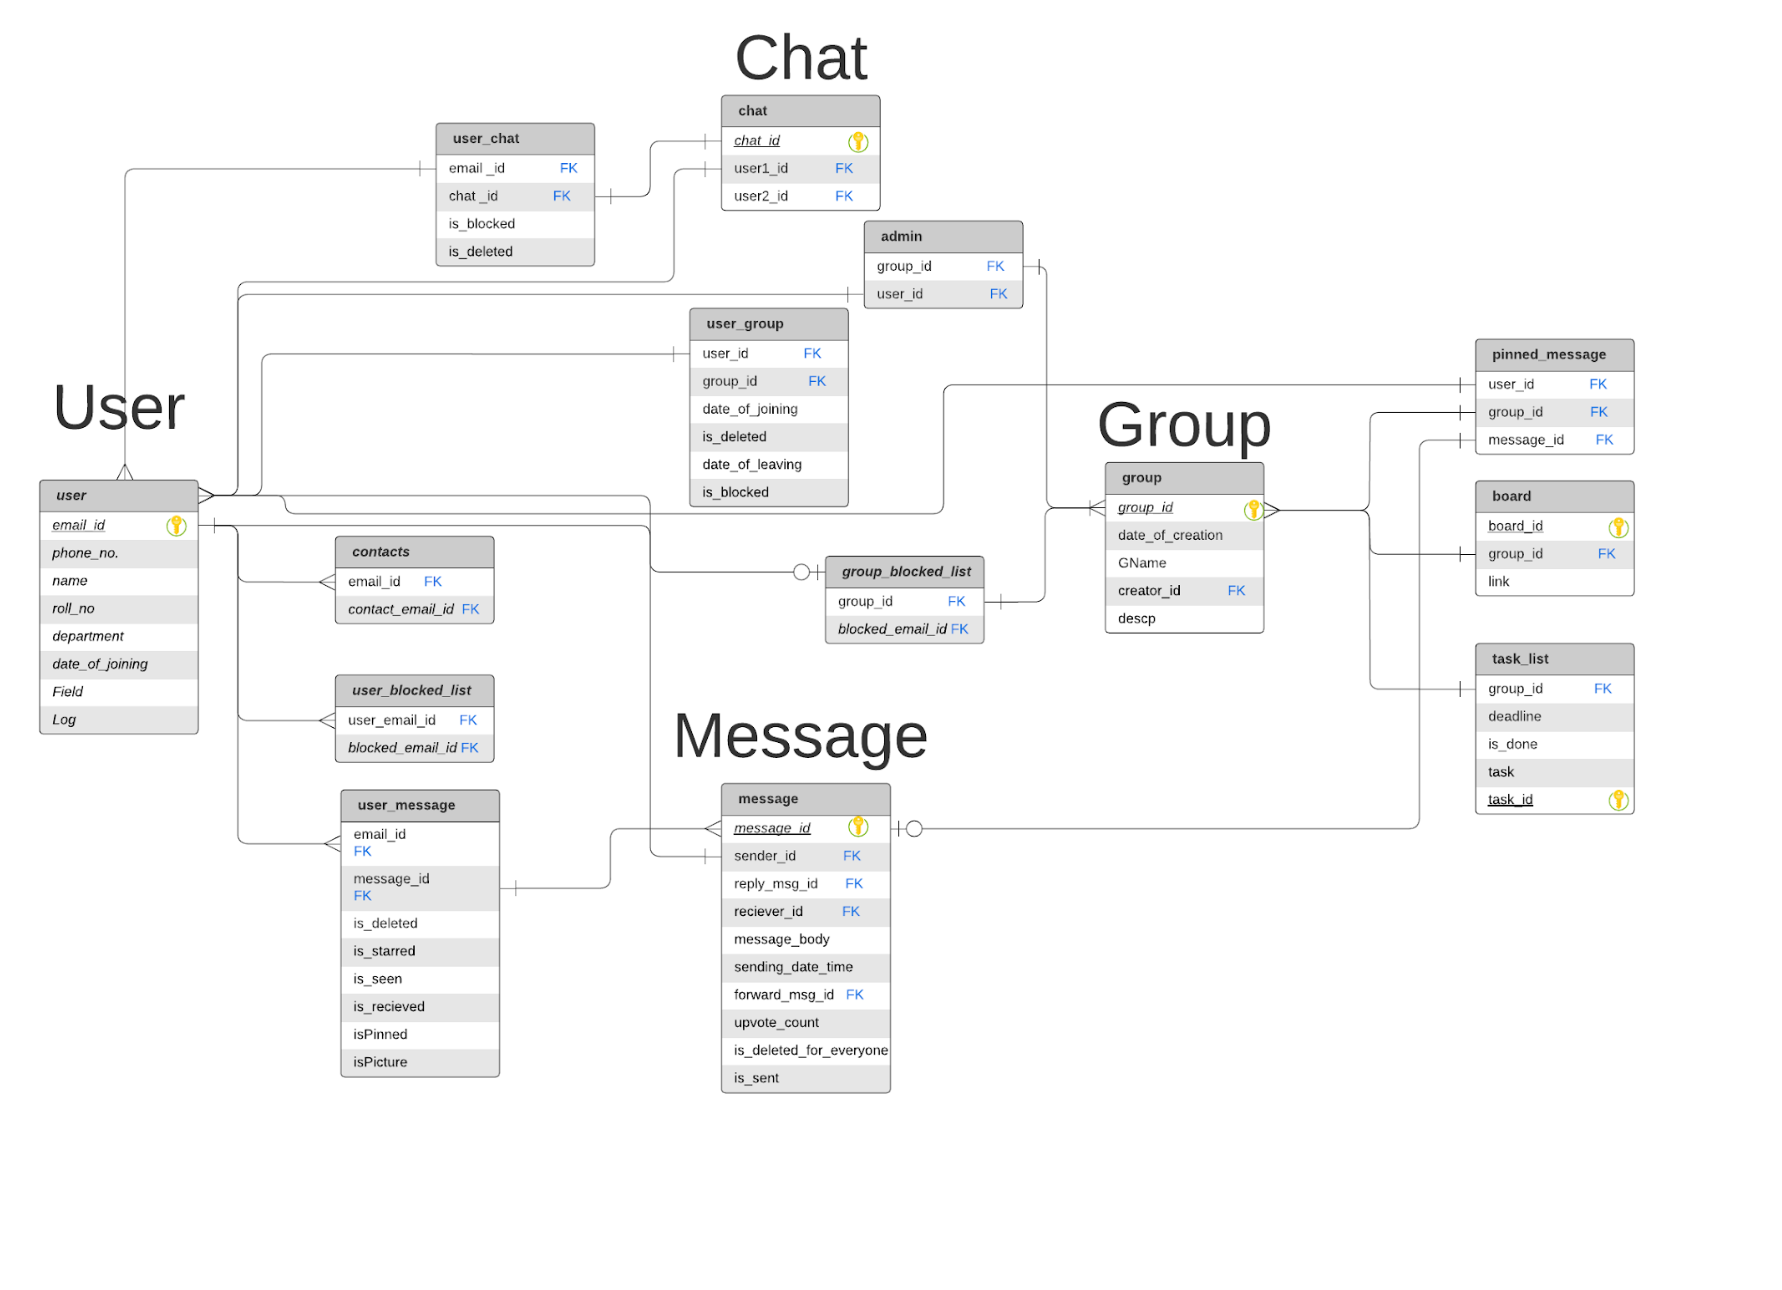 Chat
chat
chat_id
user1_id FK
user2_id FK
user_chat
email _id FK
chat _id FK
is_blocked
is_deleted
admin
group_id FK
user_id FK
user_group
user_id FK
group_id FK
date_of_joining
is_deleted
date_of_leaving
is_blocked
User
user
email_id
phone_no.
name
roll_no
department
date_of_joining
Field
Log
contacts
email_id FK
contact_email_id FK
user_blocked_list
user_email_id FK
blocked_email_id FK
user_message
email_id
FK
message_id
FK
is_deleted
is_starred
is_seen
is_recieved
isPinned
isPicture
group_blocked_list
group_id FK
blocked_email_id FK
Message
message
message_id
sender_id FK
reply_msg_id FK
reciever_id FK
message_body
sending_date_time
forward_msg_id FK
upvote_count
is_deleted_for_everyone
is_sent
Group
group
group_id
date_of_creation
GName
creator_id FK
descp
pinned_message
user_id FK
group_id FK
message_id FK
board
board_id
group_id FK
link
task_list
group_id FK
deadline
is_done
task
task_id